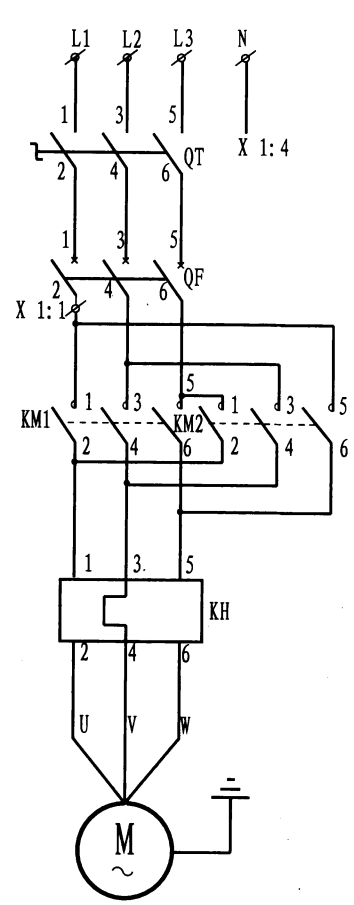 L1 L2 L3 N
1 3 5
X 1:4
QT
2 4 6
1 3 5
QF
2 4 6
X 1:1
5
1 3 1 3 5
KM1 KM2
2 4 6 2 4 6
1 3. 5
KH
2 4 6
U V W
M
~